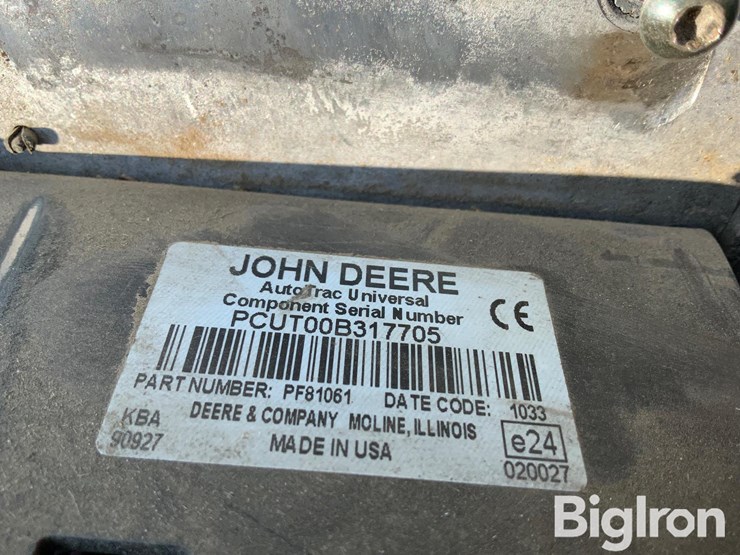 JOHN DEERE
AutoTrac Universal
Component Serial Number
PCUT00B317705
CE
PART NUMBER: PF81061 DATE CODE: 1033
KBA
90927
DEERE & COMPANY MOLINE, ILLINOIS
MADE IN USA
e24
020027
BigIron